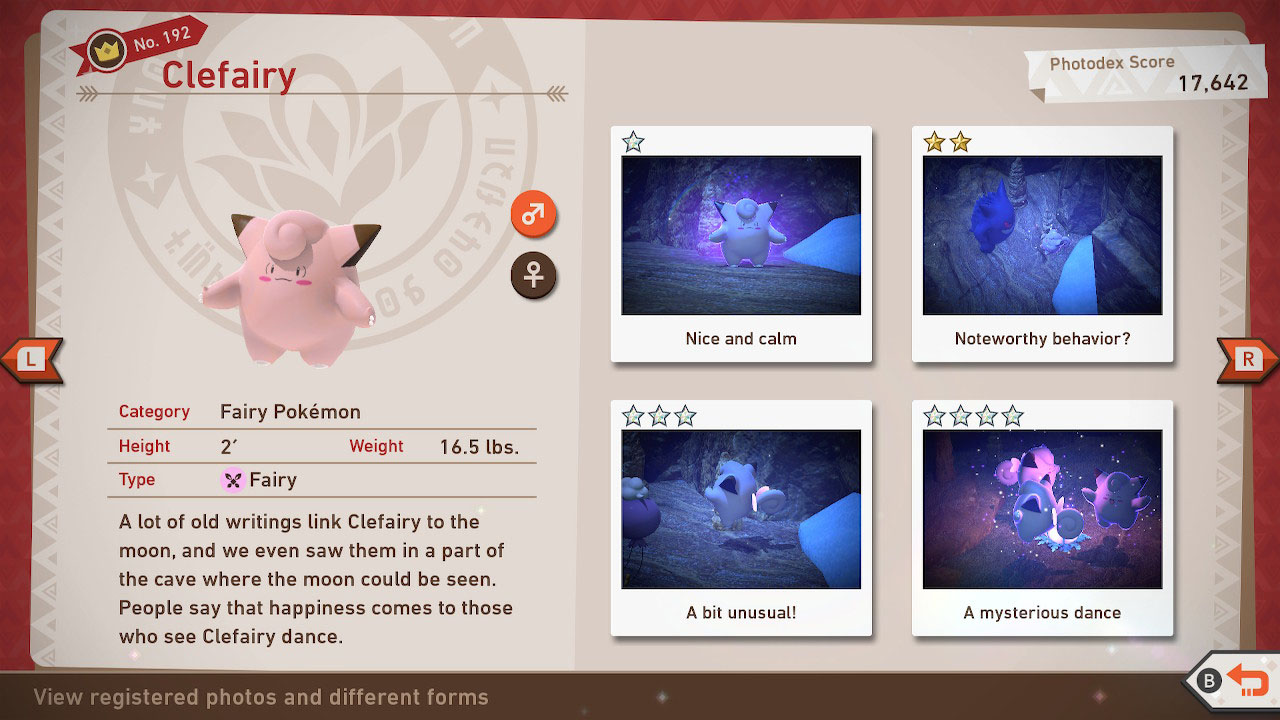 No. 192
Clefairy
Photodex Score
17,642
Nice and calm
Noteworthy behavior?
L
R
Category Fairy Pokémon
Height 2′ Weight 16.5 lbs.
Type Fairy
A lot of old writings link Clefairy to the
moon, and we even saw them in a part of
the cave where the moon could be seen.
People say that happiness comes to those
who see Clefairy dance.
A bit unusual!
A mysterious dance
View registered photos and different forms
B